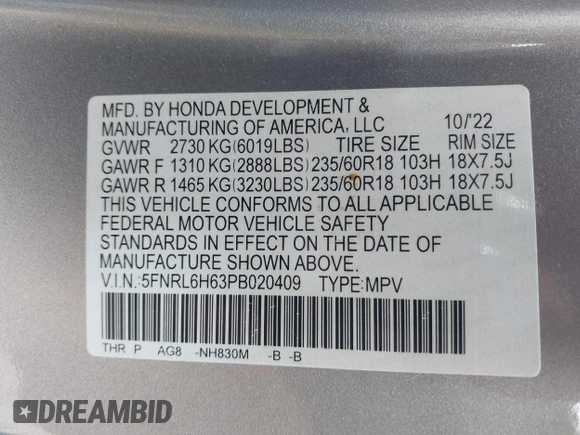 MFD. BY HONDA DEVELOPMENT &
MANUFACTURING OF AMERICA, LLC 10/'22
GVWR 2730 KG(6019LBS) TIRE SIZE RIM SIZE
GAWR F 1310 KG(2888LBS) 235/60R18 103H 18X7.5J
GAWR R 1465 KG(3230LBS) 235/60R18 103H 18X7.5J
THIS VEHICLE CONFORMS TO ALL APPLICABLE
FEDERAL MOTOR VEHICLE SAFETY
STANDARDS IN EFFECT ON THE DATE OF
MANUFACTURE SHOWN ABOVE.
V.I.N.:5FNRL6H63PB020409 TYPE:MPV
THR P AG8 -NH830M -B -B
DREAMBID